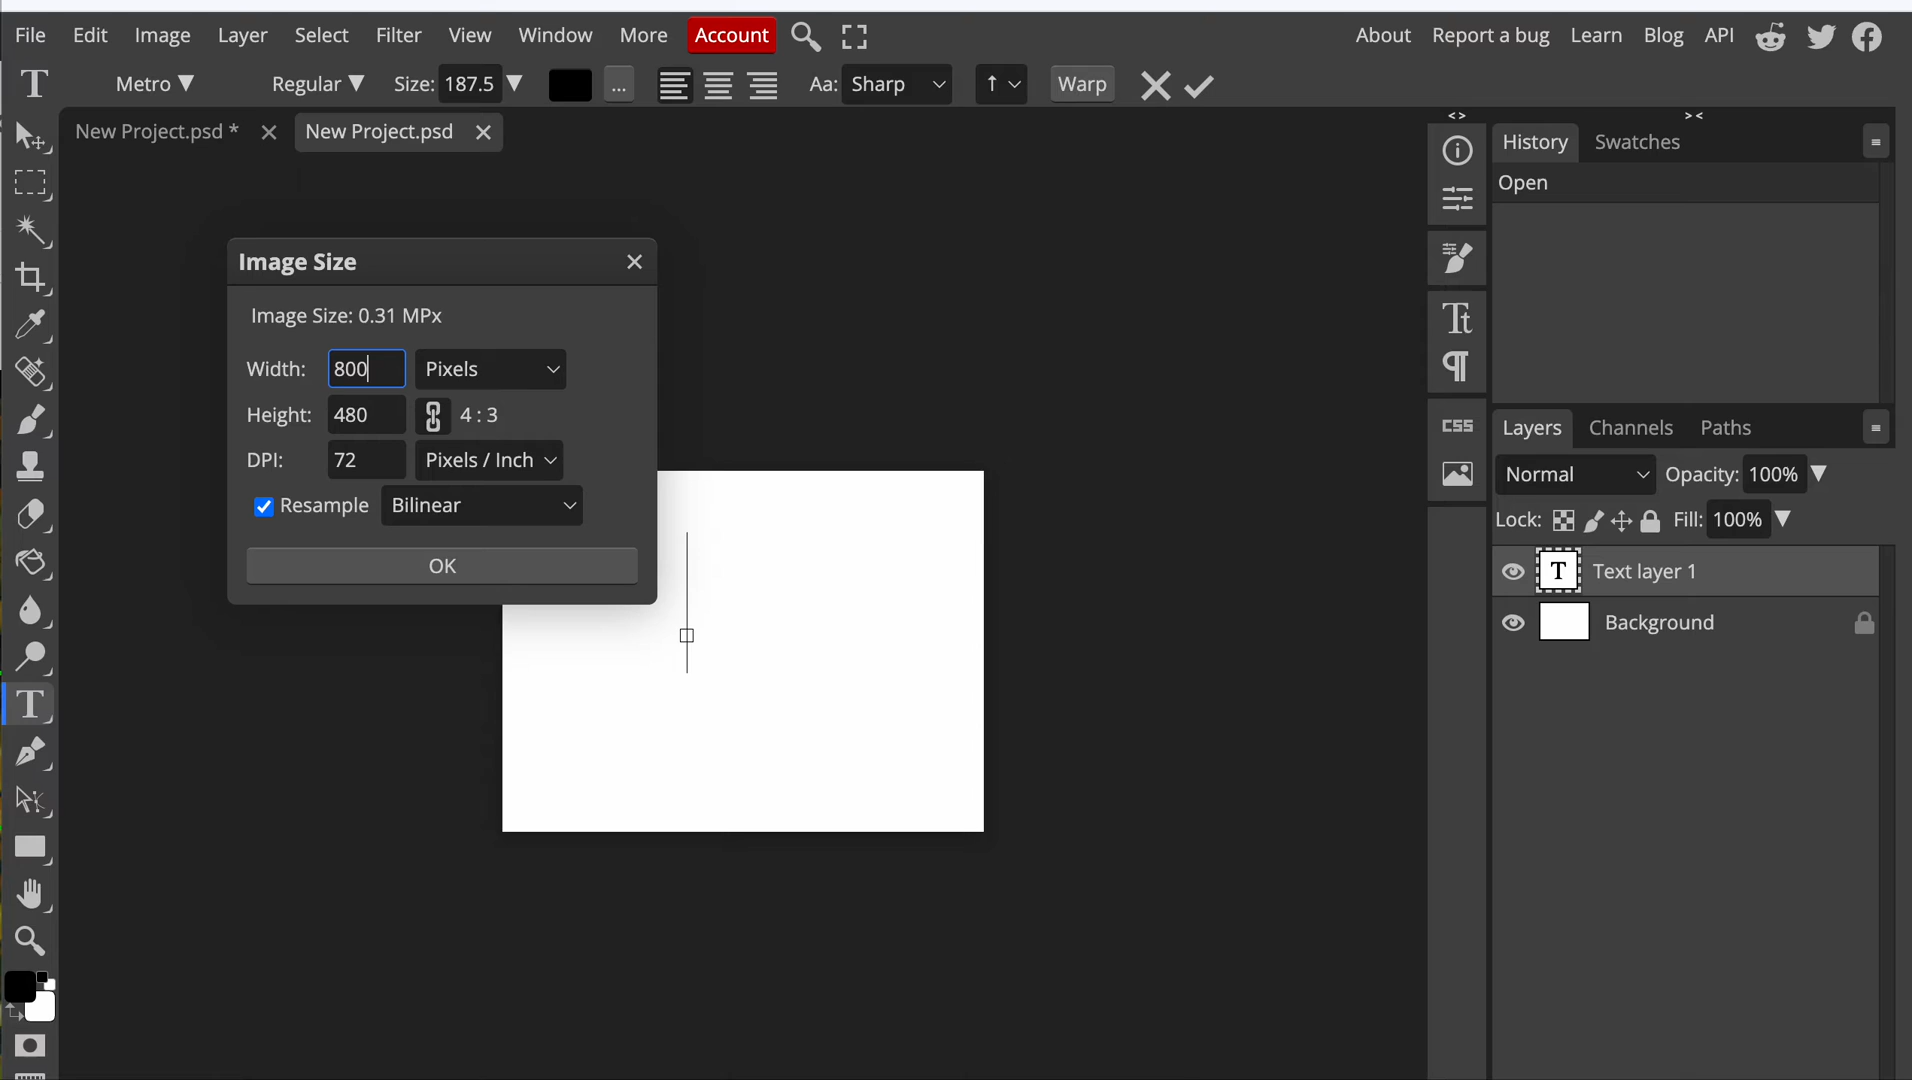 File Edit Image Layer Select Filter View Window More Account About Report a bug Learn Blog API
T Metro ▼ Regular ▼ Size: 187.5 ▼ ... Aa: Sharp ↑ Warp
New Project.psd * New Project.psd
History Swatches
Open
Image Size
Image Size: 0.31 MPx
Width: 800 Pixels
Height: 480 4 : 3
DPI: 72 Pixels / Inch
Resample Bilinear
OK
Tt
¶
CSS
Layers Channels Paths
Normal Opacity: 100% ▼
Lock: Fill: 100% ▼
T Text layer 1
Background
T